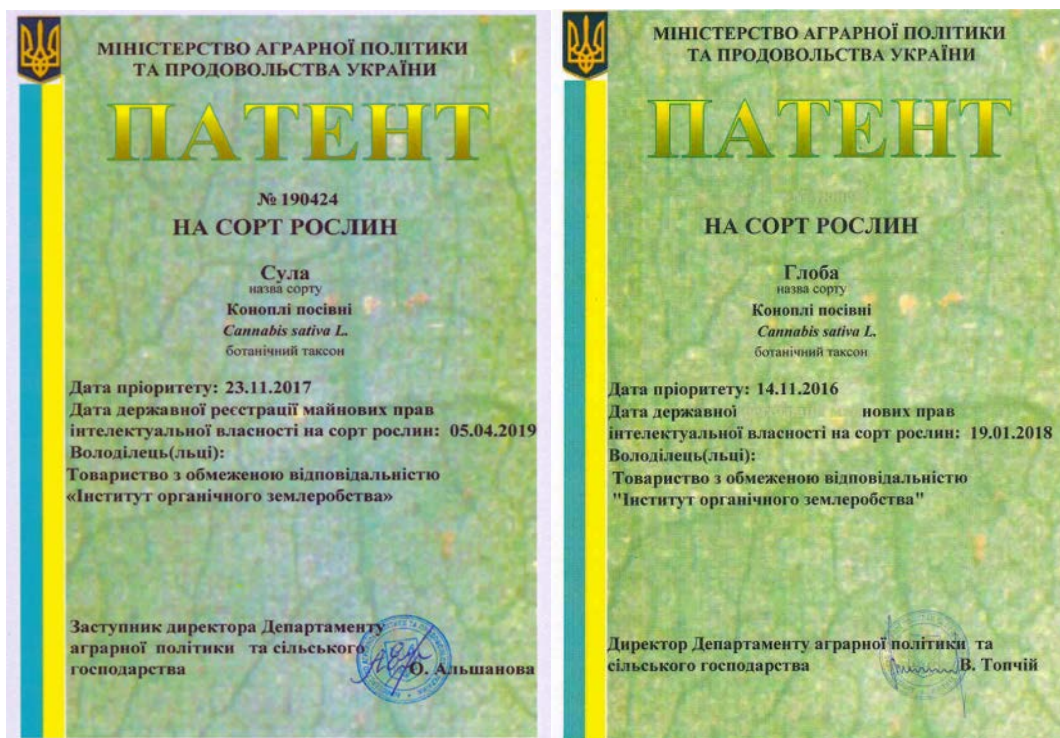 МІНІСТЕРСТВО АГРАРНОЇ ПОЛІТИКИ
ТА ПРОДОВОЛЬСТВА УКРАЇНИ
ПАТЕНТ
№ 190424
НА СОРТ РОСЛИН
Сула
назва сорту
Коноплі посівні
Cannabis sativa L.
ботанічний таксон
Дата пріоритету: 23.11.2017
Дата державної реєстрації майнових прав
інтелектуальної власності на сорт рослин: 05.04.2019
Володілець(льці):
Товариство з обмеженою відповідальністю
«Інститут органічного землеробства»
Заступник директора Департаменту
аграрної політики та сільського
господарства О. Альшанова
МІНІСТЕРСТВО АГРАРНОЇ ПОЛІТИКИ
ТА ПРОДОВОЛЬСТВА УКРАЇНИ
ПАТЕНТ
НА СОРТ РОСЛИН
Глоба
назва сорту
Коноплі посівні
Cannabis sativa L.
ботанічний таксон
Дата пріоритету: 14.11.2016
Дата державної нових прав
інтелектуальної власності на сорт рослин: 19.01.2018
Володілець(льці):
Товариство з обмеженою відповідальністю
"Інститут органічного землеробства"
Директор Департаменту аграрної політики та
сільського господарства В. Топчій